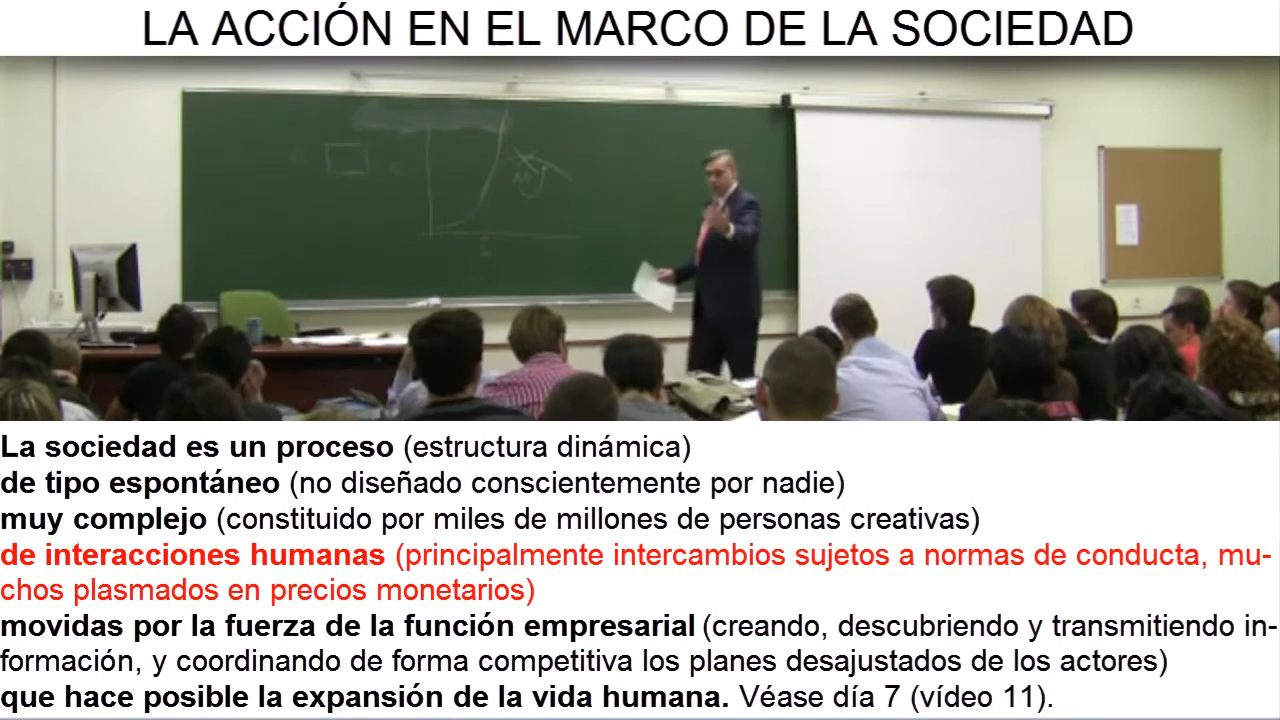 LA ACCIÓN EN EL MARCO DE LA SOCIEDAD
La sociedad es un proceso (estructura dinámica)
de tipo espontáneo (no diseñado conscientemente por nadie)
muy complejo (constituido por miles de millones de personas creativas)
de interacciones humanas (principalmente intercambios sujetos a normas de conducta, mu-
chos plasmados en precios monetarios)
movidas por la fuerza de la función empresarial (creando, descubriendo y transmitiendo in-
formación, y coordinando de forma competitiva los planes desajustados de los actores)
que hace posible la expansión de la vida humana. Véase día 7 (vídeo 11).